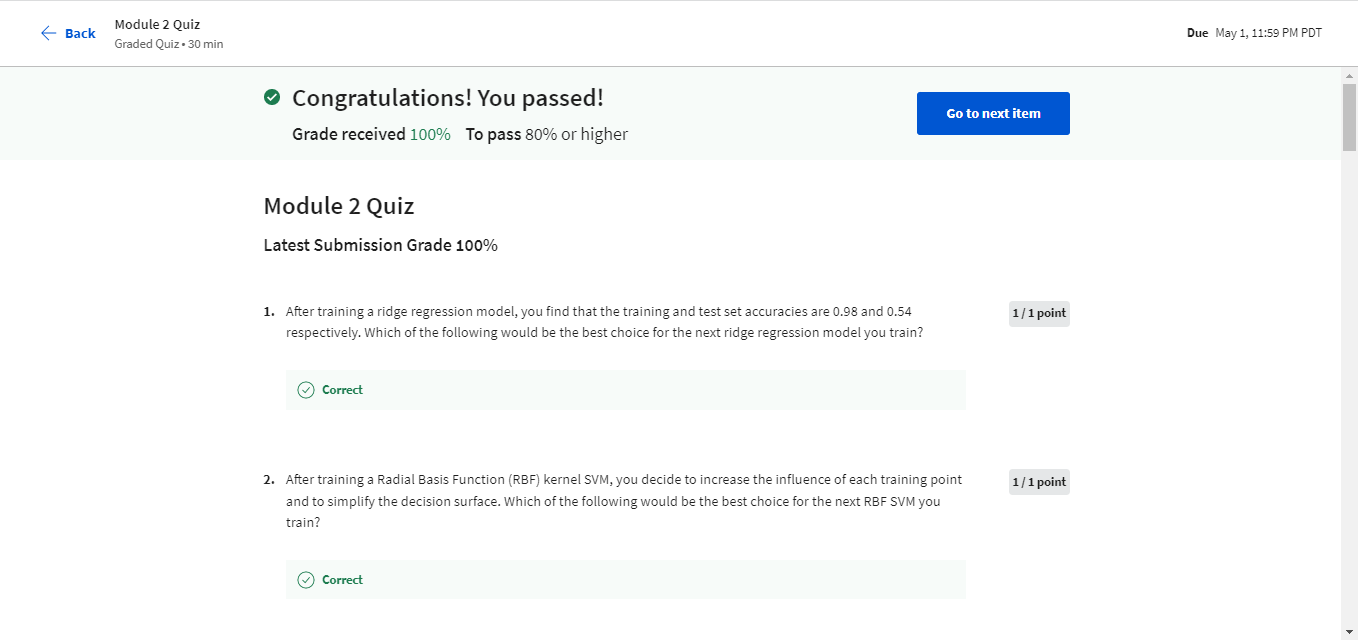 Back
Module 2 Quiz
Graded Quiz • 30 min
Due May 1, 11:59 PM PDT
Congratulations! You passed!
Grade received 100% To pass 80% or higher
Go to next item
Module 2 Quiz
Latest Submission Grade 100%
1. After training a ridge regression model, you find that the training and test set accuracies are 0.98 and 0.54
respectively. Which of the following would be the best choice for the next ridge regression model you train?
1 / 1 point
Correct
2. After training a Radial Basis Function (RBF) kernel SVM, you decide to increase the influence of each training point
and to simplify the decision surface. Which of the following would be the best choice for the next RBF SVM you
train?
1 / 1 point
Correct